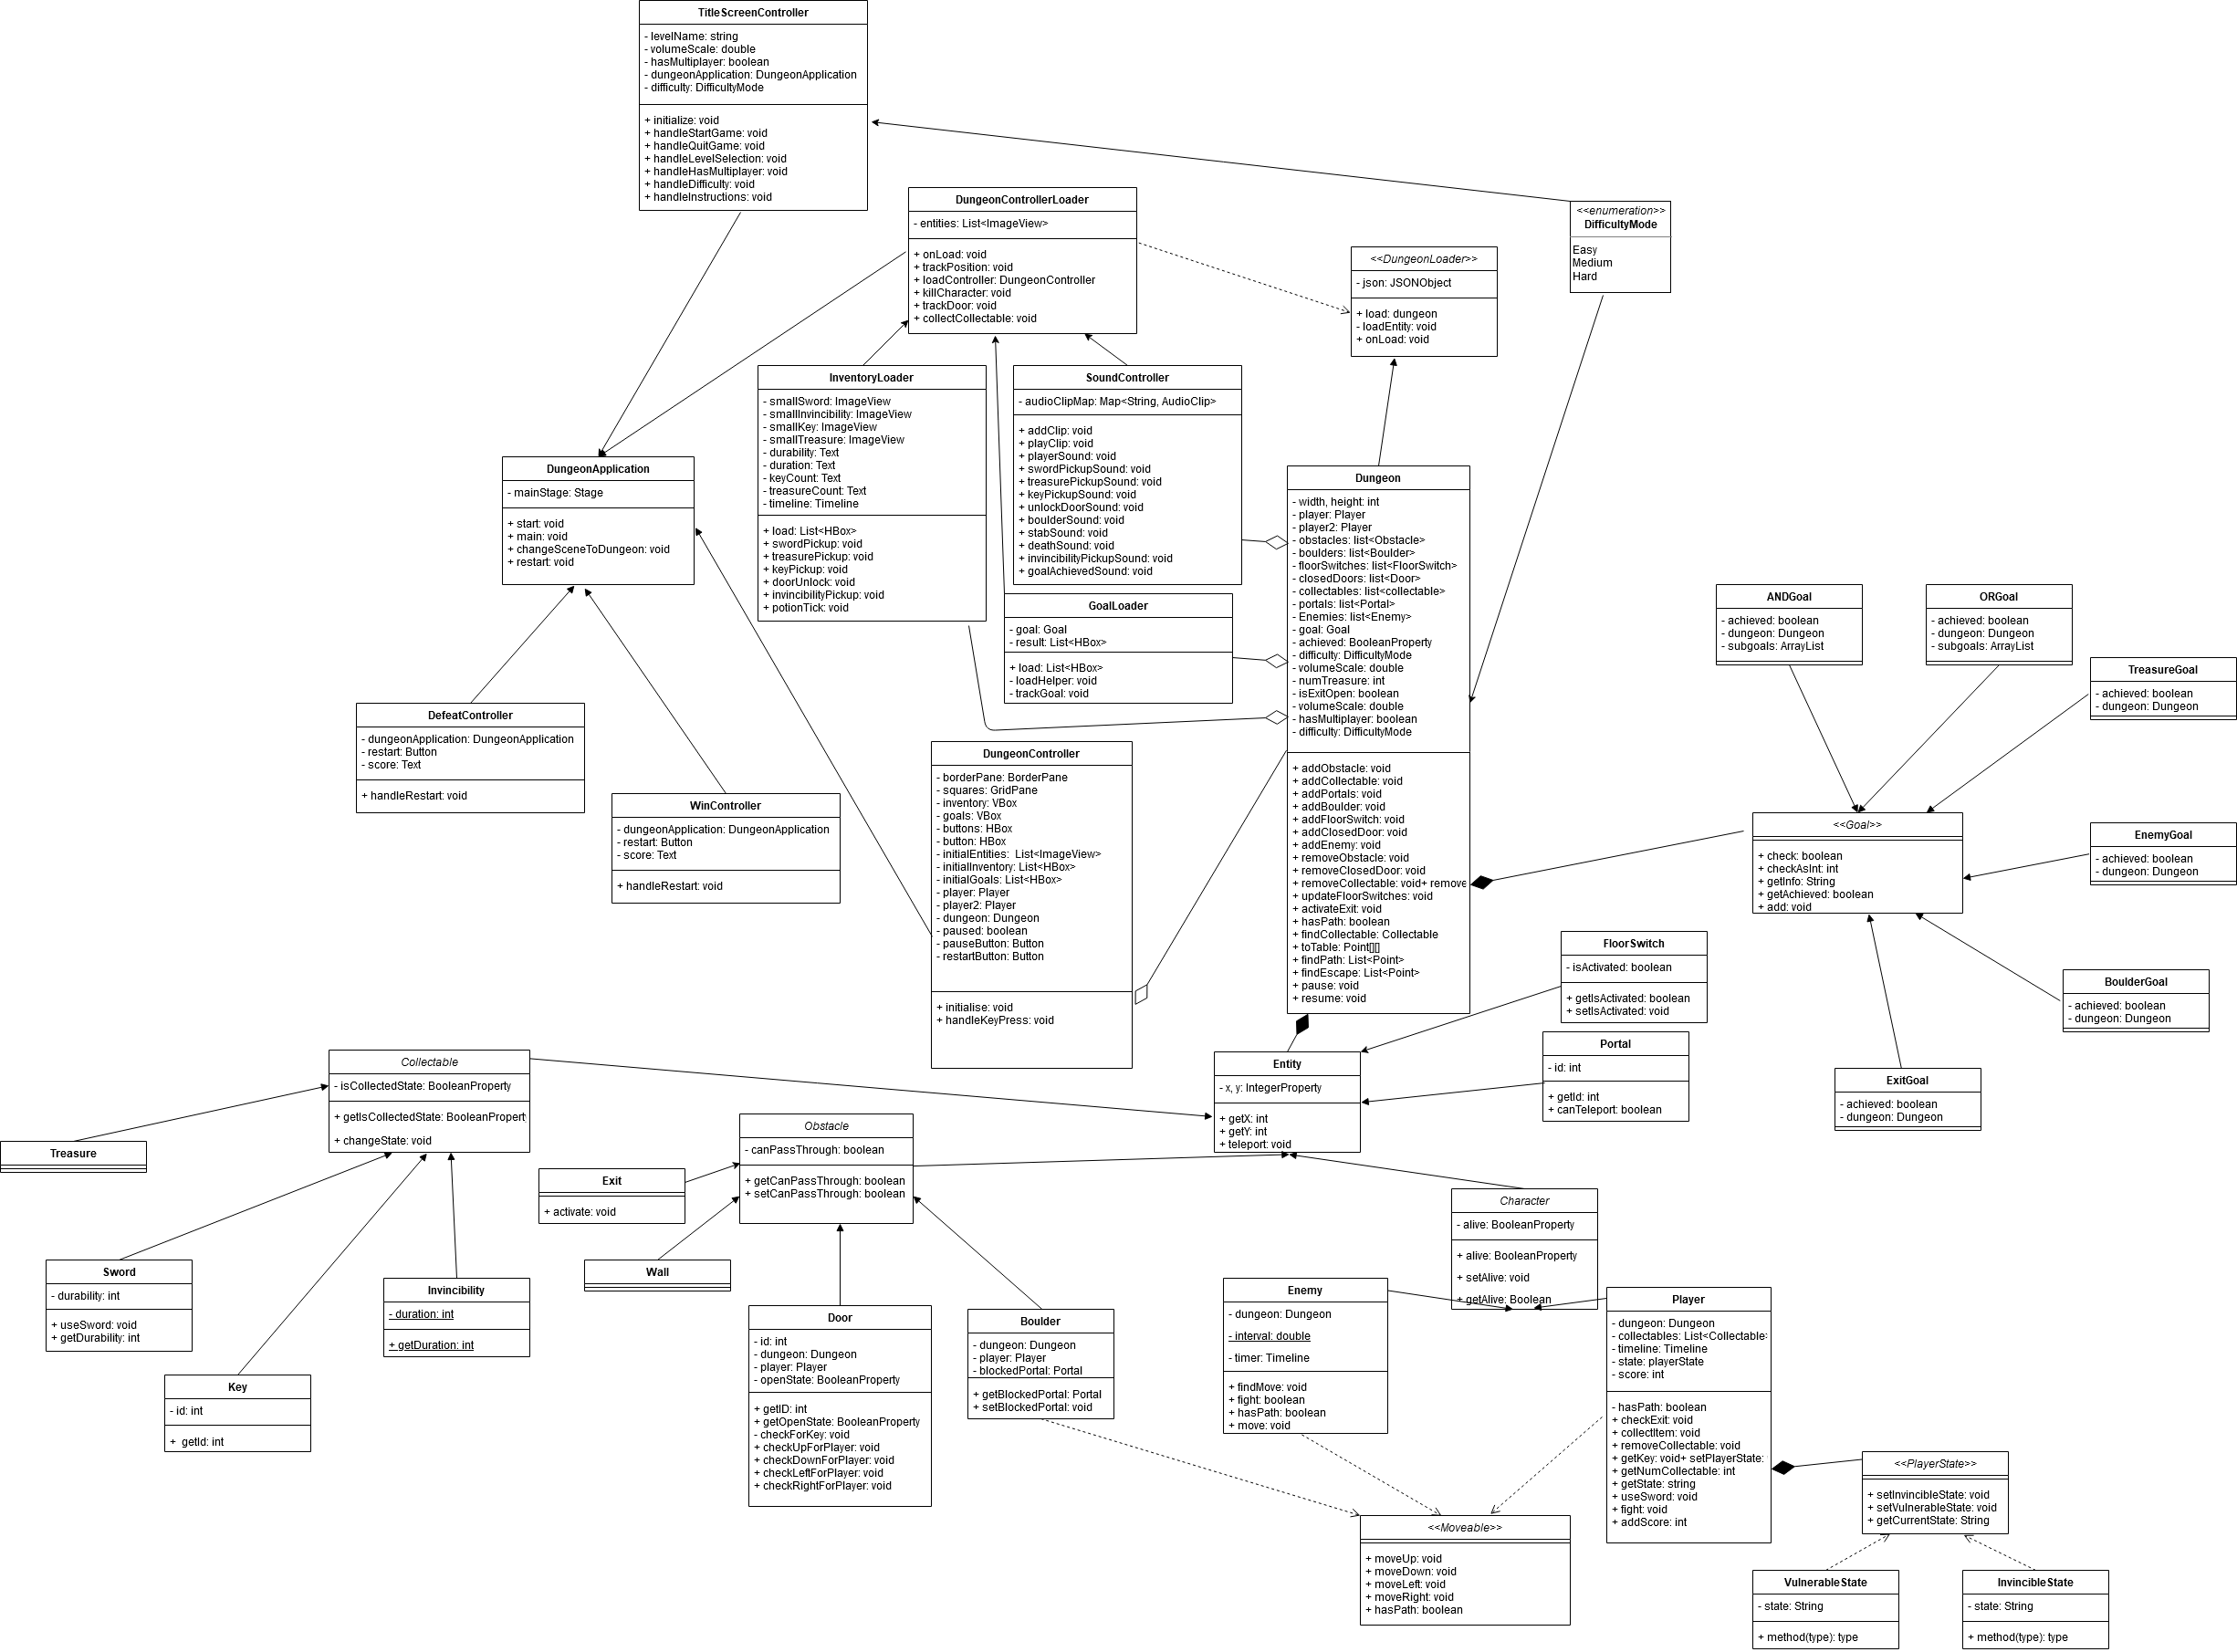 TitleScreenController
- levelName: string
- volumeScale: double
- hasMultiplayer: boolean
- dungeonApplication: DungeonApplication
- difficulty: DifficultyMode
+ initialize: void
+ handleStartGame: void
+ handleQuitGame: void
+ handleLevelSelection: void
+ handleHasMultiplayer: void
+ handleDifficulty: void
+ handleInstructions: void
DungeonControllerLoader
- entities: List<ImageView>
+ onLoad: void
+ trackPosition: void
+ loadController: DungeonController
+ killCharacter: void
+ trackDoor: void
+ collectCollectable: void
<<enumeration>>
DifficultyMode
Easy
Medium
Hard
<<DungeonLoader>>
- json: JSONObject
+ load: dungeon
- loadEntity: void
+ onLoad: void
InventoryLoader
- smallSword: ImageView
- smallInvincibility: ImageView
- smallKey: ImageView
- smallTreasure: ImageView
- durability: Text
- duration: Text
- keyCount: Text
- treasureCount: Text
- timeline: Timeline
+ load: List<HBox>
+ swordPickup: void
+ treasurePickup: void
+ keyPickup: void
+ doorUnlock: void
+ invincibilityPickup: void
+ potionTick: void
SoundController
- audioClipMap: Map<String, AudioClip>
+ addClip: void
+ playClip: void
+ playerSound: void
+ swordPickupSound: void
+ treasurePickupSound: void
+ keyPickupSound: void
+ unlockDoorSound: void
+ boulderSound: void
+ stabSound: void
+ deathSound: void
+ invincibilityPickupSound: void
+ goalAchievedSound: void
DungeonApplication
- mainStage: Stage
+ start: void
+ main: void
+ changeSceneToDungeon: void
+ restart: void
Dungeon
- width, height: int
- player: Player
- player2: Player
- obstacles: list<Obstacle>
- boulders: list<Boulder>
- floorSwitches: list<FloorSwitch>
- closedDoors: list<Door>
- collectables: list<collectable>
- portals: list<Portal>
- Enemies: list<Enemy>
- goal: Goal
- achieved: BooleanProperty
- difficulty: DifficultyMode
- volumeScale: double
- numTreasure: int
- isExitOpen: boolean
- volumeScale: double
- hasMultiplayer: boolean
- difficulty: DifficultyMode
+ addObstacle: void
+ addCollectable: void
+ addPortals: void
+ addBoulder: void
+ addFloorSwitch: void
+ addClosedDoor: void
+ addEnemy: void
+ removeObstacle: void
+ removeClosedDoor: void
+ removeCollectable: void+ remove
+ updateFloorSwitches: void
+ activateExit: void
+ hasPath: boolean
+ findCollectable: Collectable
+ toTable: Point[][]
+ findPath: List<Point>
+ findEscape: List<Point>
+ pause: void
+ resume: void
GoalLoader
- goal: Goal
- result: List<HBox>
+ load: List<HBox>
- loadHelper: void
- trackGoal: void
ANDGoal
- achieved: boolean
- dungeon: Dungeon
- subgoals: ArrayList
ORGoal
- achieved: boolean
- dungeon: Dungeon
- subgoals: ArrayList
TreasureGoal
- achieved: boolean
- dungeon: Dungeon
DefeatController
- dungeonApplication: DungeonApplication
- restart: Button
- score: Text
+ handleRestart: void
WinController
- dungeonApplication: DungeonApplication
- restart: Button
- score: Text
+ handleRestart: void
DungeonController
- borderPane: BorderPane
- squares: GridPane
- inventory: VBox
- goals: VBox
- buttons: HBox
- button: HBox
- initialEntities:  List<ImageView>
- initialInventory: List<HBox>
- initialGoals: List<HBox>
- player: Player
- player2: Player
- dungeon: Dungeon
- paused: boolean
- pauseButton: Button
- restartButton: Button
+ initialise: void
+ handleKeyPress: void
<<Goal>>
+ check: boolean
+ checkAsInt: int
+ getInfo: String
+ getAchieved: boolean
+ add: void
EnemyGoal
- achieved: boolean
- dungeon: Dungeon
BoulderGoal
- achieved: boolean
- dungeon: Dungeon
ExitGoal
- achieved: boolean
- dungeon: Dungeon
FloorSwitch
- isActivated: boolean
+ getIsActivated: boolean
+ setIsActivated: void
Portal
- id: int
+ getId: int
+ canTeleport: boolean
Entity
- x, y: IntegerProperty
+ getX: int
+ getY: int
+ teleport: void
Collectable
- isCollectedState: BooleanProperty
+ getIsCollectedState: BooleanProperty
+ changeState: void
Treasure
Obstacle
- canPassThrough: boolean
+ getCanPassThrough: boolean
+ setCanPassThrough: boolean
Exit
+ activate: void
Wall
Character
- alive: BooleanProperty
+ alive: BooleanProperty
+ setAlive: void
+ getAlive: Boolean
Sword
- durability: int
+ useSword: void
+ getDurability: int
Invincibility
- duration: int
+ getDuration: int
Key
- id: int
+  getId: int
Door
- id: int
- dungeon: Dungeon
- player: Player
- openState: BooleanProperty
+ getID: int
+ getOpenState: BooleanProperty
- checkForKey: void
+ checkUpForPlayer: void
+ checkDownForPlayer: void
+ checkLeftForPlayer: void
+ checkRightForPlayer: void
Boulder
- dungeon: Dungeon
- player: Player
- blockedPortal: Portal
+ getBlockedPortal: Portal
+ setBlockedPortal: void
Enemy
- dungeon: Dungeon
- interval: double
- timer: Timeline
+ findMove: void
+ fight: boolean
+ hasPath: boolean
+ move: void
Player
- dungeon: Dungeon
- collectables: List<Collectable>
- timeline: Timeline
- state: playerState
- score: int
- hasPath: boolean
+ checkExit: void
+ collectItem: void
+ removeCollectable: void
+ getKey: void+ setPlayerState:
+ getNumCollectable: int
+ getState: string
+ useSword: void
+ fight: void
+ addScore: int
<<PlayerState>>
+ setInvincibleState: void
+ setVulnerableState: void
+ getCurrentState: String
<<Moveable>>
+ moveUp: void
+ moveDown: void
+ moveLeft: void
+ moveRight: void
+ hasPath: boolean
VulnerableState
- state: String
+ method(type): type
InvincibleState
- state: String
+ method(type): type